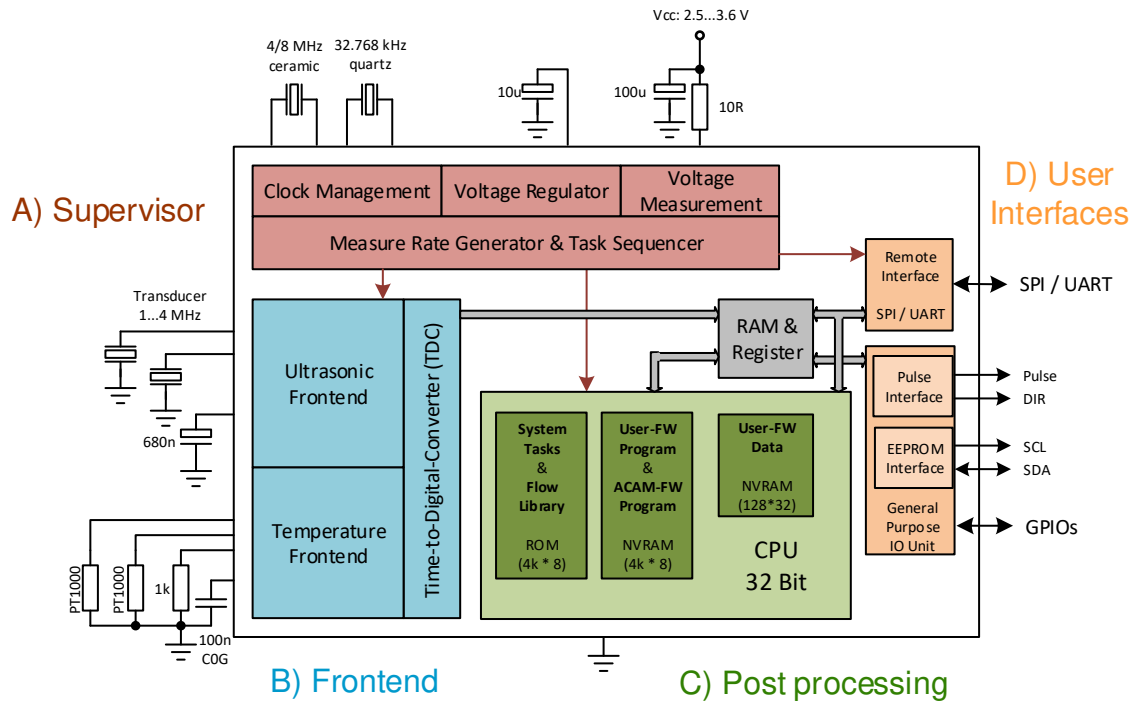 Vcc: 2.5...3.6 V
4/8 MHz
ceramic
32.768 kHz
quartz
10u
100u
10R
A) Supervisor
Clock Management
Voltage Regulator
Voltage
Measurement
Measure Rate Generator & Task Sequencer
D) User
Interfaces
Remote
Interface
SPI / UART
SPI / UART
Transducer
1...4 MHz
680n
Ultrasonic
Frontend
Temperature
Frontend
Time-to-Digital-Converter (TDC)
RAM &
Register
Pulse
Interface
Pulse
DIR
EEPROM
Interface
SCL
SDA
General
Purpose
IO Unit
GPIOs
System
Tasks
&
Flow
Library
ROM
(4k * 8)
User-FW
Program
&
ACAM-FW
Program
NVRAM
(4k * 8)
User-FW
Data
NVRAM
(128*32)
CPU
32 Bit
PT1000
PT1000
1k
100n
C0G
B) Frontend
C) Post processing